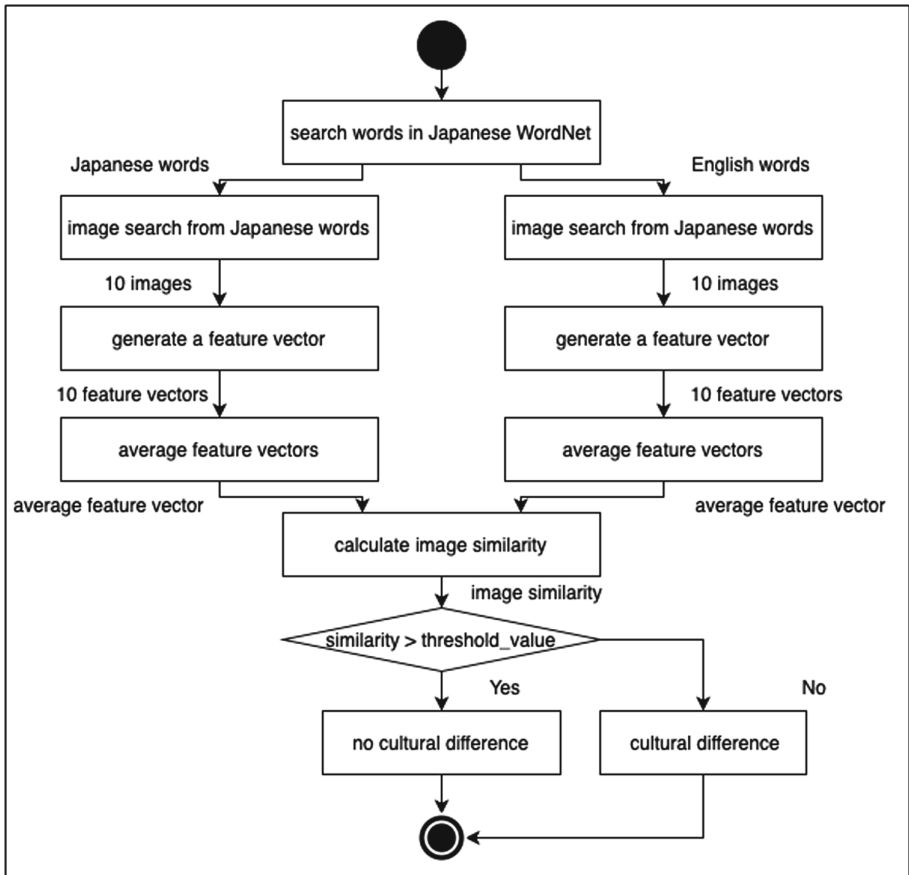 search words in Japanese WordNet
Japanese words
English words
image search from Japanese words
image search from Japanese words
10 images
10 images
generate a feature vector
generate a feature vector
10 feature vectors
10 feature vectors
average feature vectors
average feature vectors
average feature vector
average feature vector
calculate image similarity
image similarity
similarity > threshold_value
Yes
No
no cultural difference
cultural difference